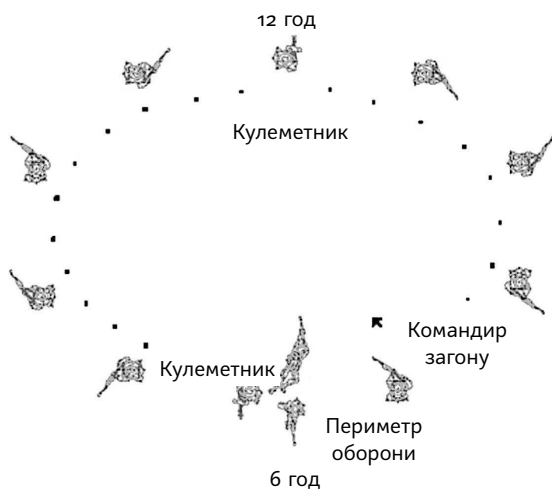 12 год
Кулеметник
Командир
загону
Кулеметник
Периметр
оборони
6 год